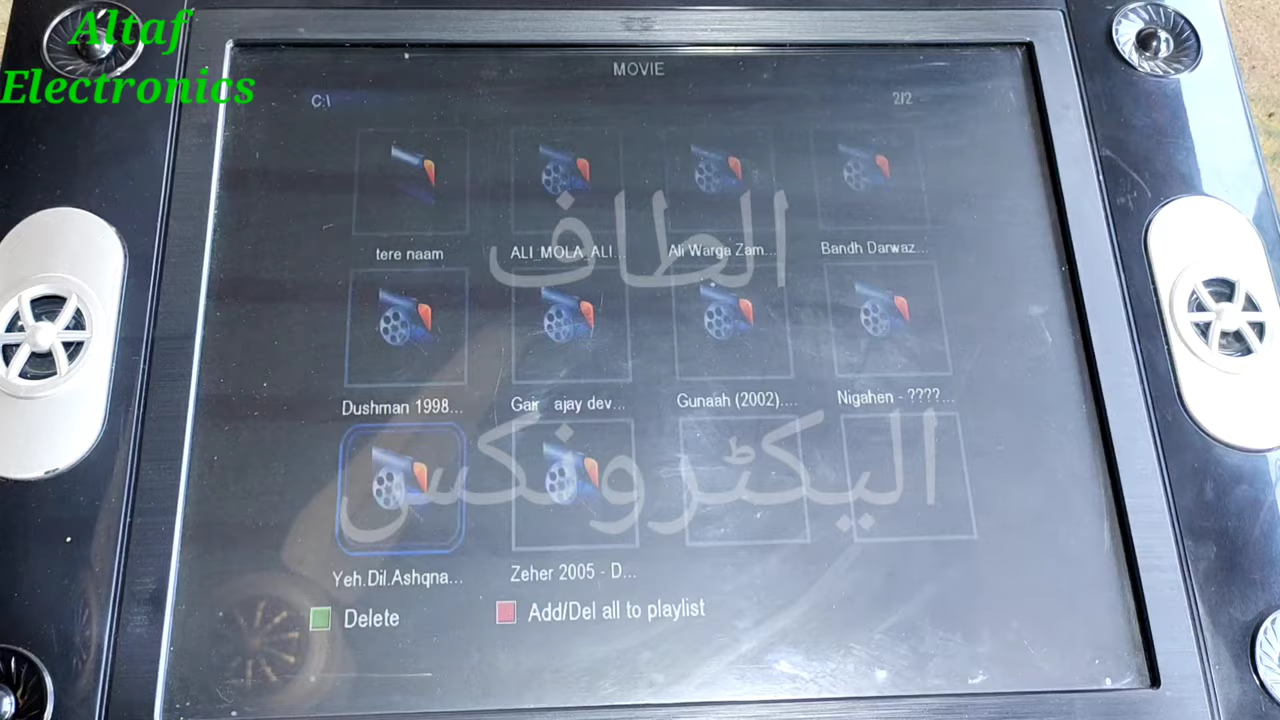 Altaf
Electronics
MOVIE
C:\
2/2
tere naam
ALI_MOLA_ALI...
Ali Warga Zam...
Bandh Darwaz...
الطاف
Dushman 1998...
Gair ajay dev...
Gunaah (2002)....
Nigahen - ????...
الیکٹرونکس
Yeh.Dil.Ashqna...
Zeher 2005 - D...
Delete
Add/Del all to playlist